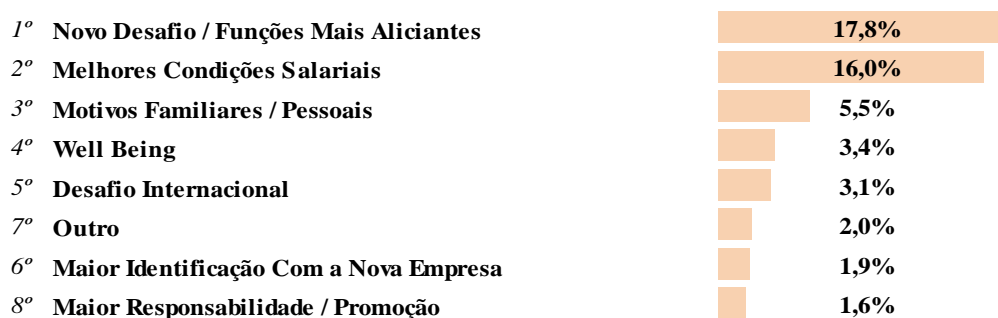 1º Novo Desafio / Funções Mais Aliciantes 17,8%
2º Melhores Condições Salariais 16,0%
3º Motivos Familiares / Pessoais 5,5%
4º Well Being 3,4%
5º Desafio Internacional 3,1%
7º Outro 2,0%
6º Maior Identificação Com a Nova Empresa 1,9%
8º Maior Responsabilidade / Promoção 1,6%